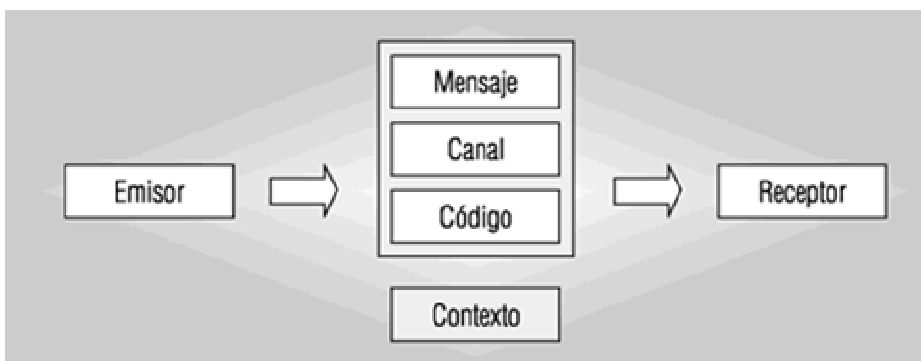 Mensaje
Canal
Emisor
Receptor
Código
Contexto